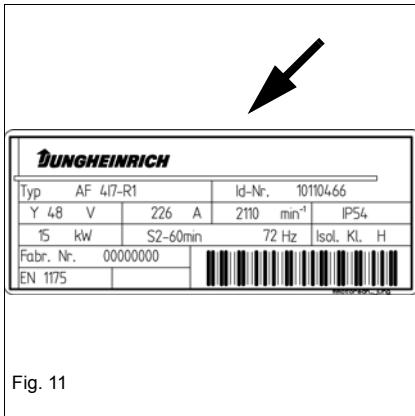 JUNGHEINRICH
Typ AF 4I7-R1 Id-Nr. 10110466
Y 48 V 226 A 2110 min-1 IP54
15 kW S2-60min 72 Hz Isol. Kl. H
Fabr. Nr. 00000000
EN 1175
Fig. 11